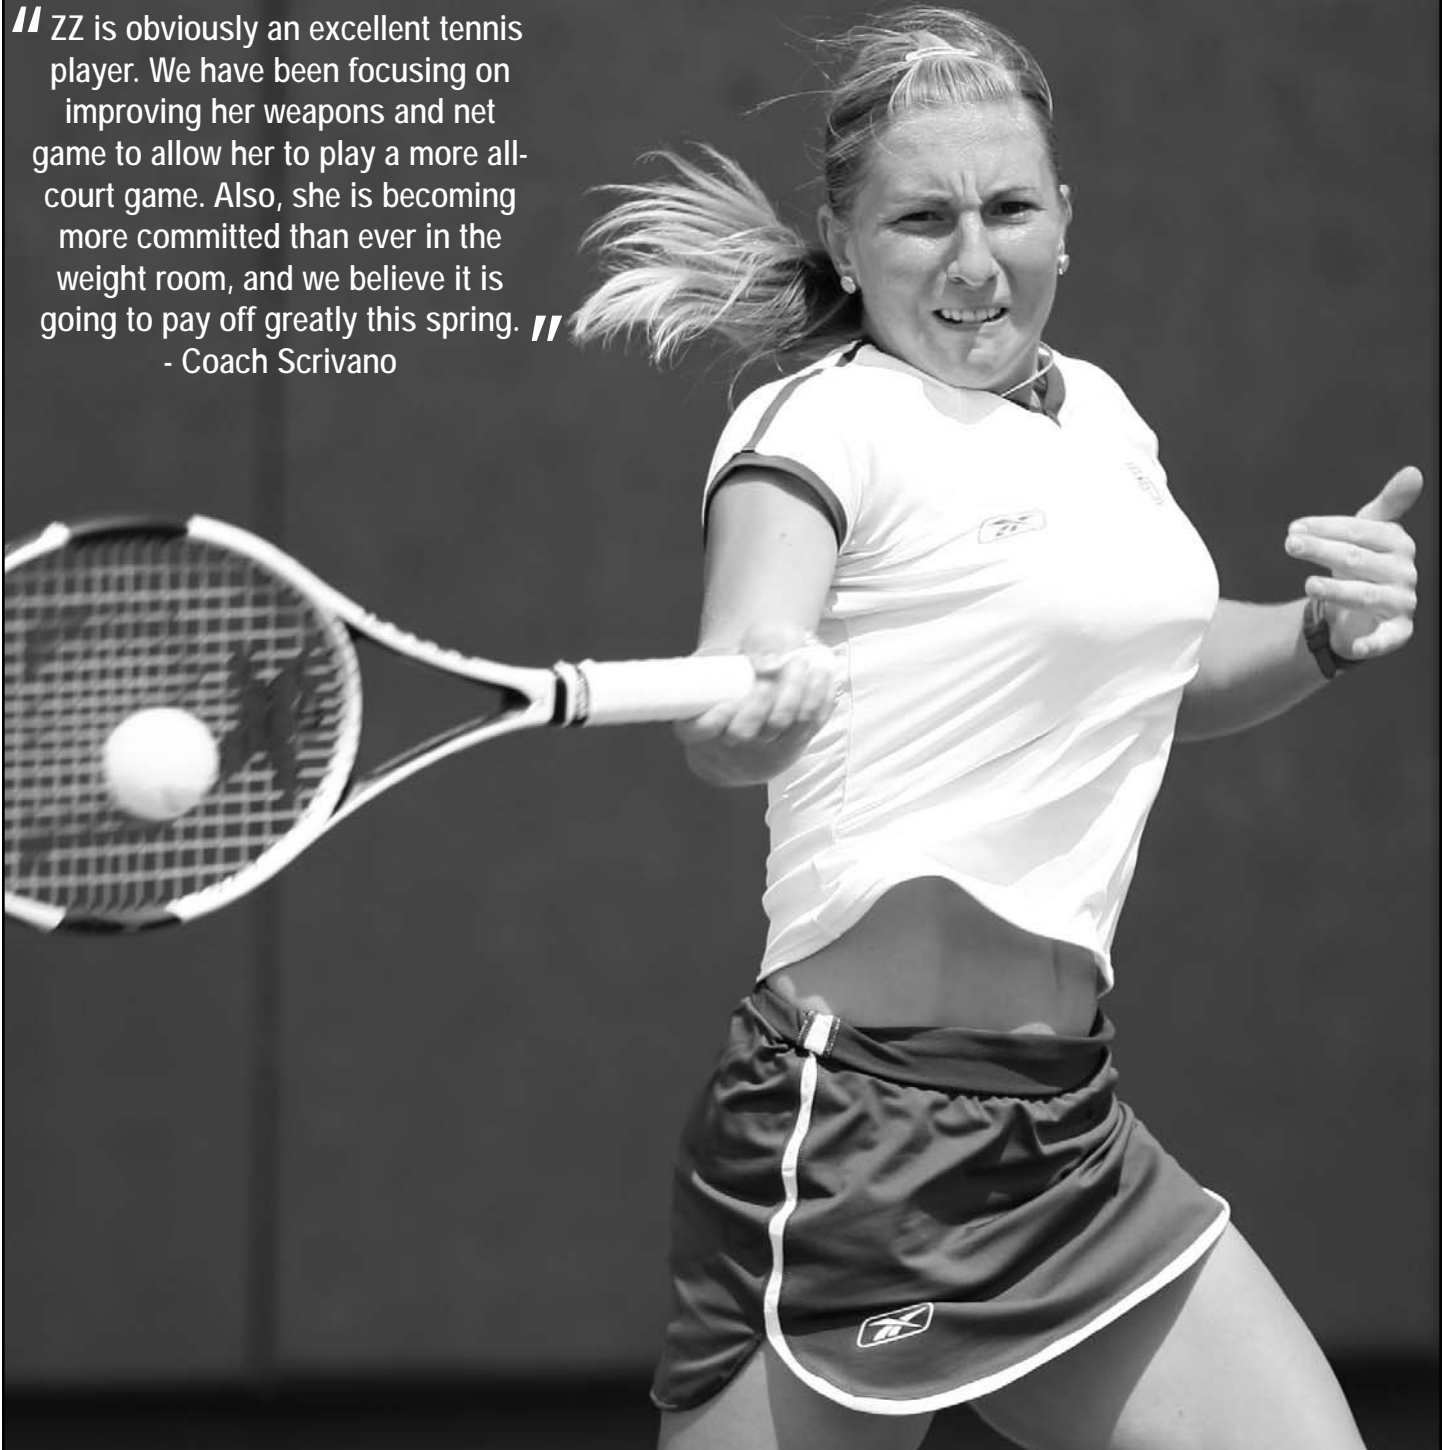 “ ZZ is obviously an excellent tennis
player. We have been focusing on
improving her weapons and net
game to allow her to play a more all-
court game. Also, she is becoming
more committed than ever in the
weight room, and we believe it is
going to pay off greatly this spring. ”
- Coach Scrivano